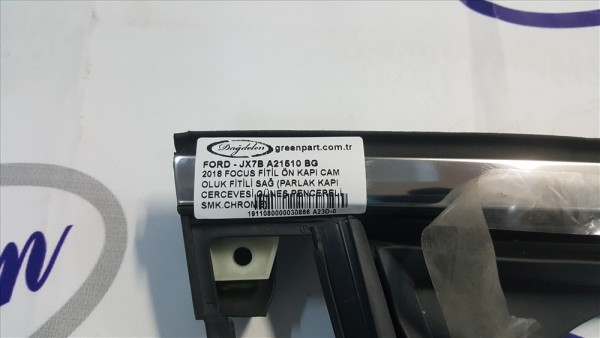 Dağdelen greenpart.com.tr
FORD - JX7B A21510 BG
2018 FOCUS FİTİL ÖN KAPI CAM
OLUK FİTİLİ SAĞ (PARLAK KAPI
ÇERÇEVESİ GÜNEŞ PENCERELİ,
SMK.CHROME)
1911080000030866 A23D-0